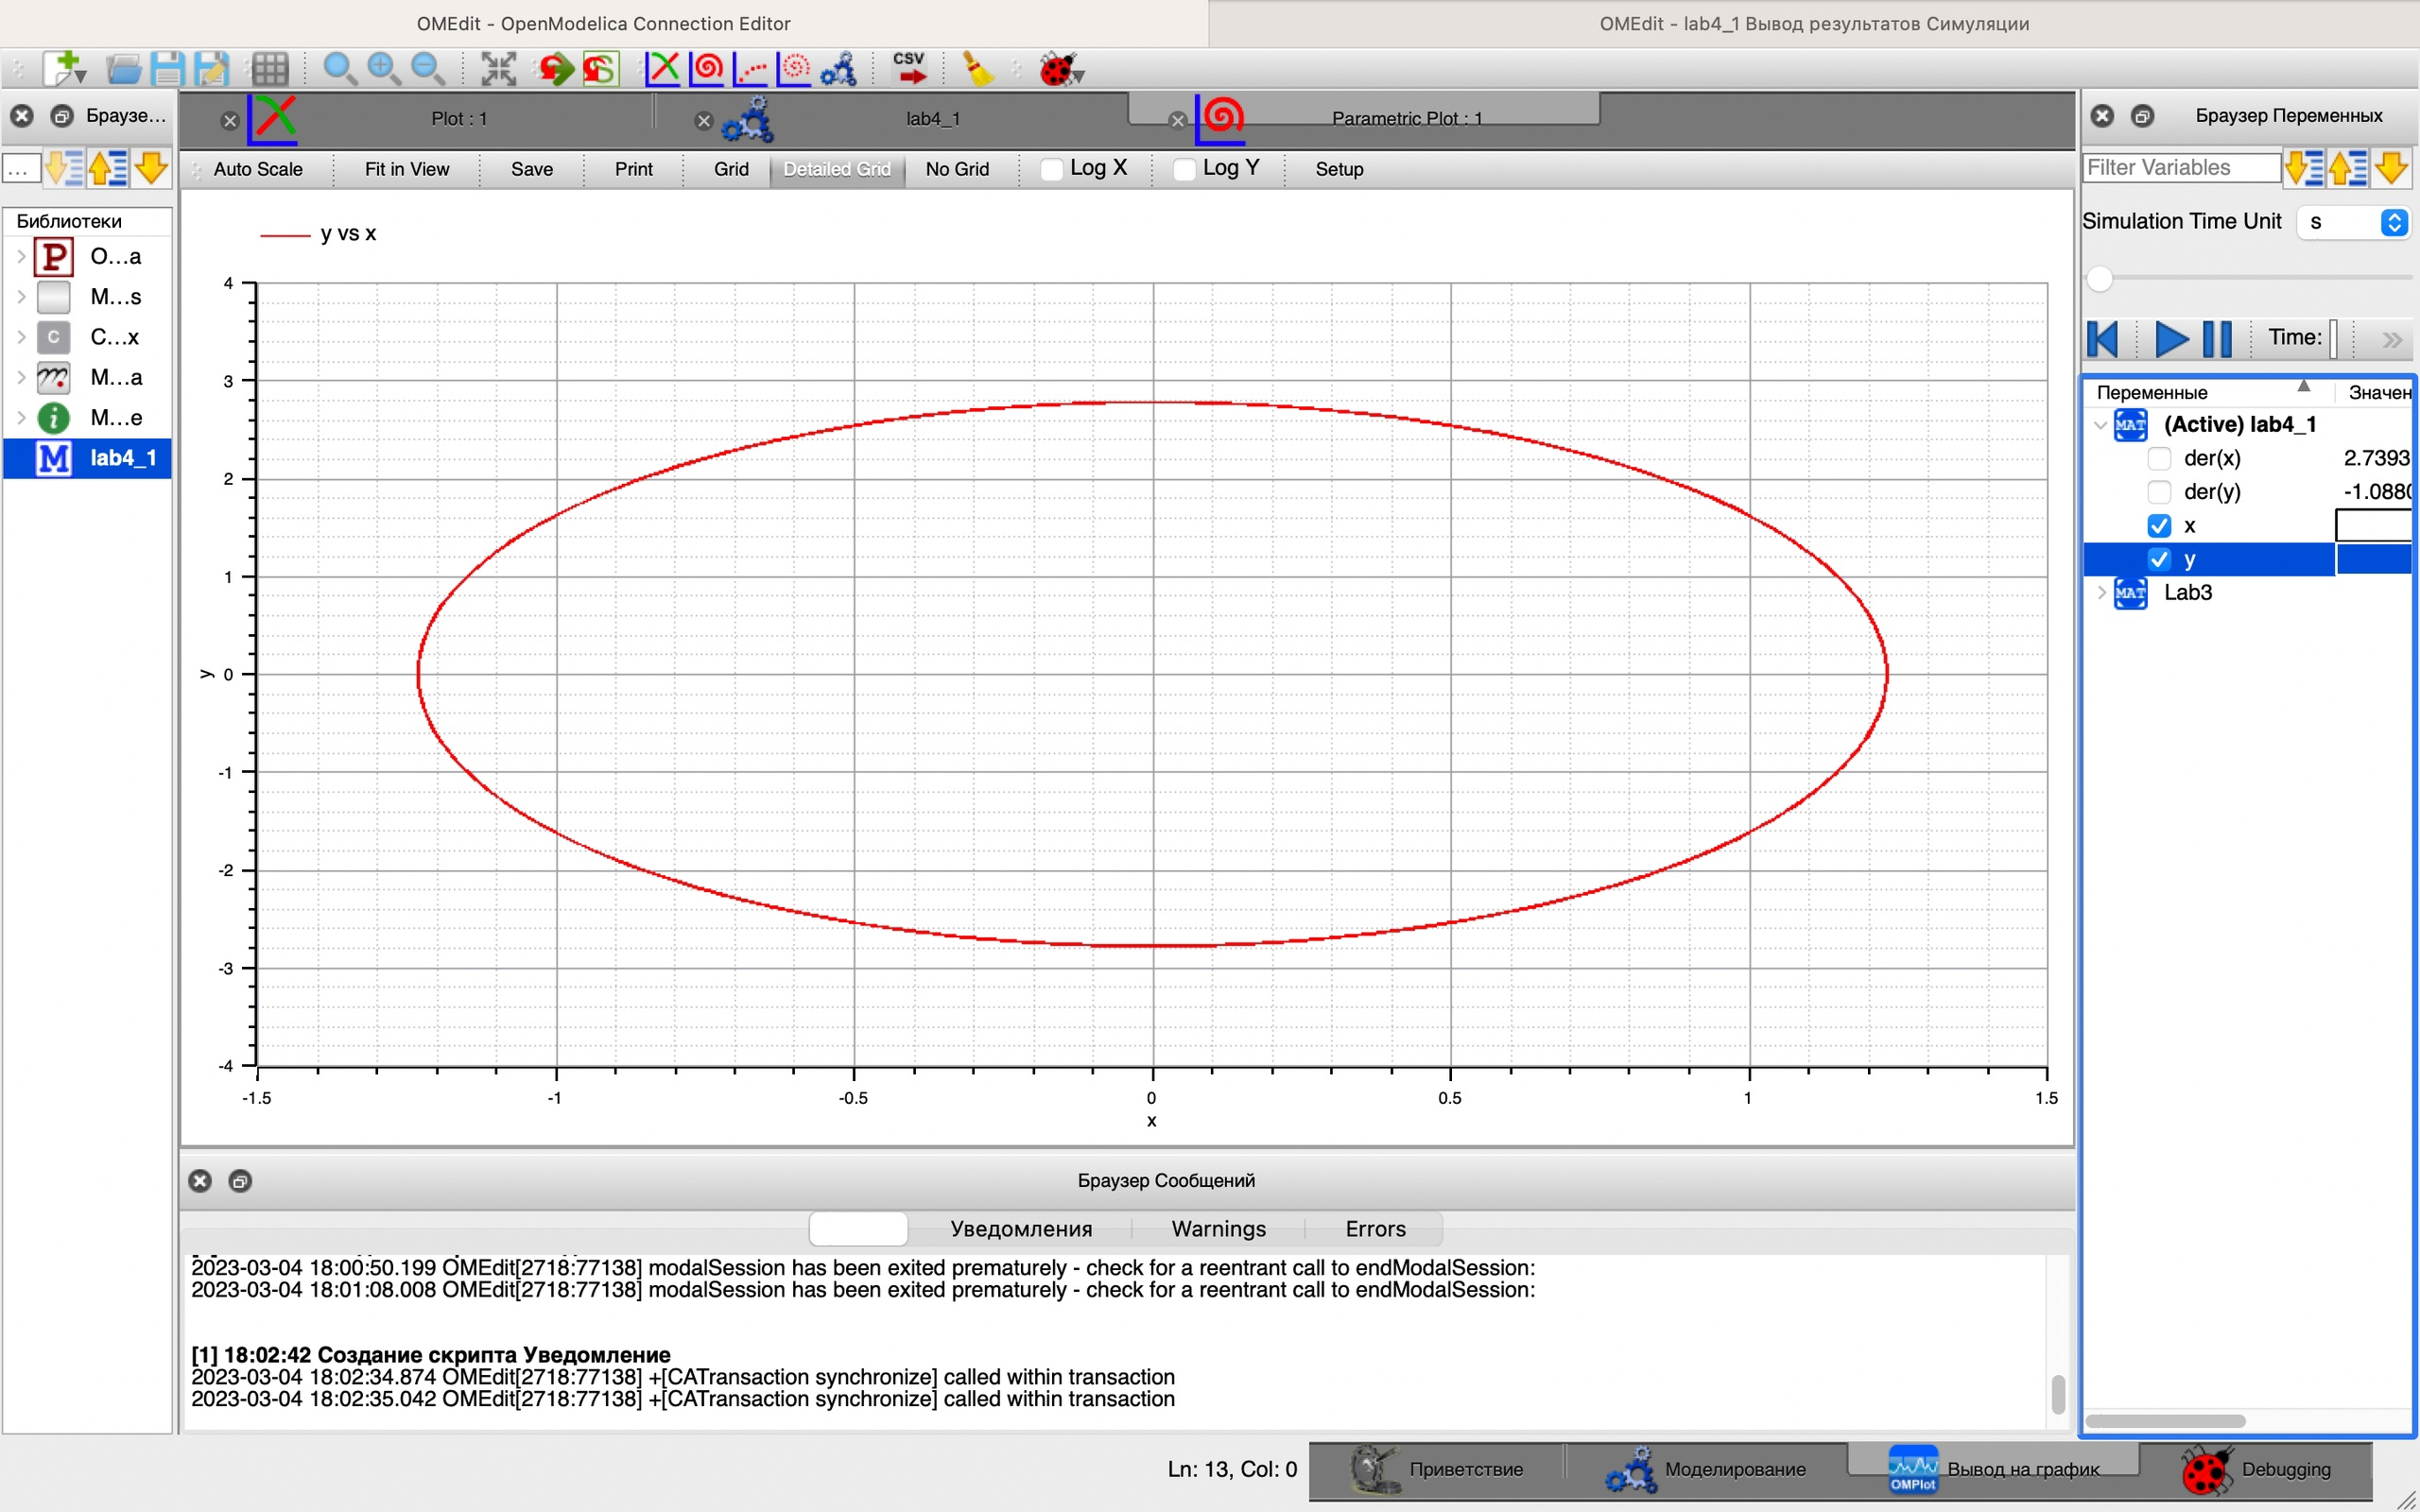 OMEdit - OpenModelica Connection Editor
OMEdit - lab4_1 Вывод результатов Симуляции
CSV
Браузе...
Plot : 1
lab4_1
Parametric Plot : 1
Браузер Переменных
...
Auto Scale
Fit in View
Save
Print
Grid
Detailed Grid
No Grid
Log X
Log Y
Setup
Filter Variables
Simulation Time Unit
s
Time:
Библиотеки
P O...a
M...s
C C...x
M...a
i M...e
M lab4_1
y vs x
4
3
2
1
0
-1
-2
-3
-4
y
-1.5
-1
-0.5
0
0.5
1
1.5
x
Переменные
Значен
MAT (Active) lab4_1
der(x) 2.7393
der(y) -1.0880
x
y
MAT Lab3
Браузер Сообщений
Уведомления
Warnings
Errors
2023-03-04 18:00:50.199 OMEdit[2718:77138] modalSession has been exited prematurely - check for a reentrant call to endModalSession:
2023-03-04 18:01:08.008 OMEdit[2718:77138] modalSession has been exited prematurely - check for a reentrant call to endModalSession:
[1] 18:02:42 Создание скрипта Уведомление
2023-03-04 18:02:34.874 OMEdit[2718:77138] +[CATransaction synchronize] called within transaction
2023-03-04 18:02:35.042 OMEdit[2718:77138] +[CATransaction synchronize] called within transaction
Ln: 13, Col: 0
Приветствие
Моделирование
OMPlot
Вывод на график
Debugging